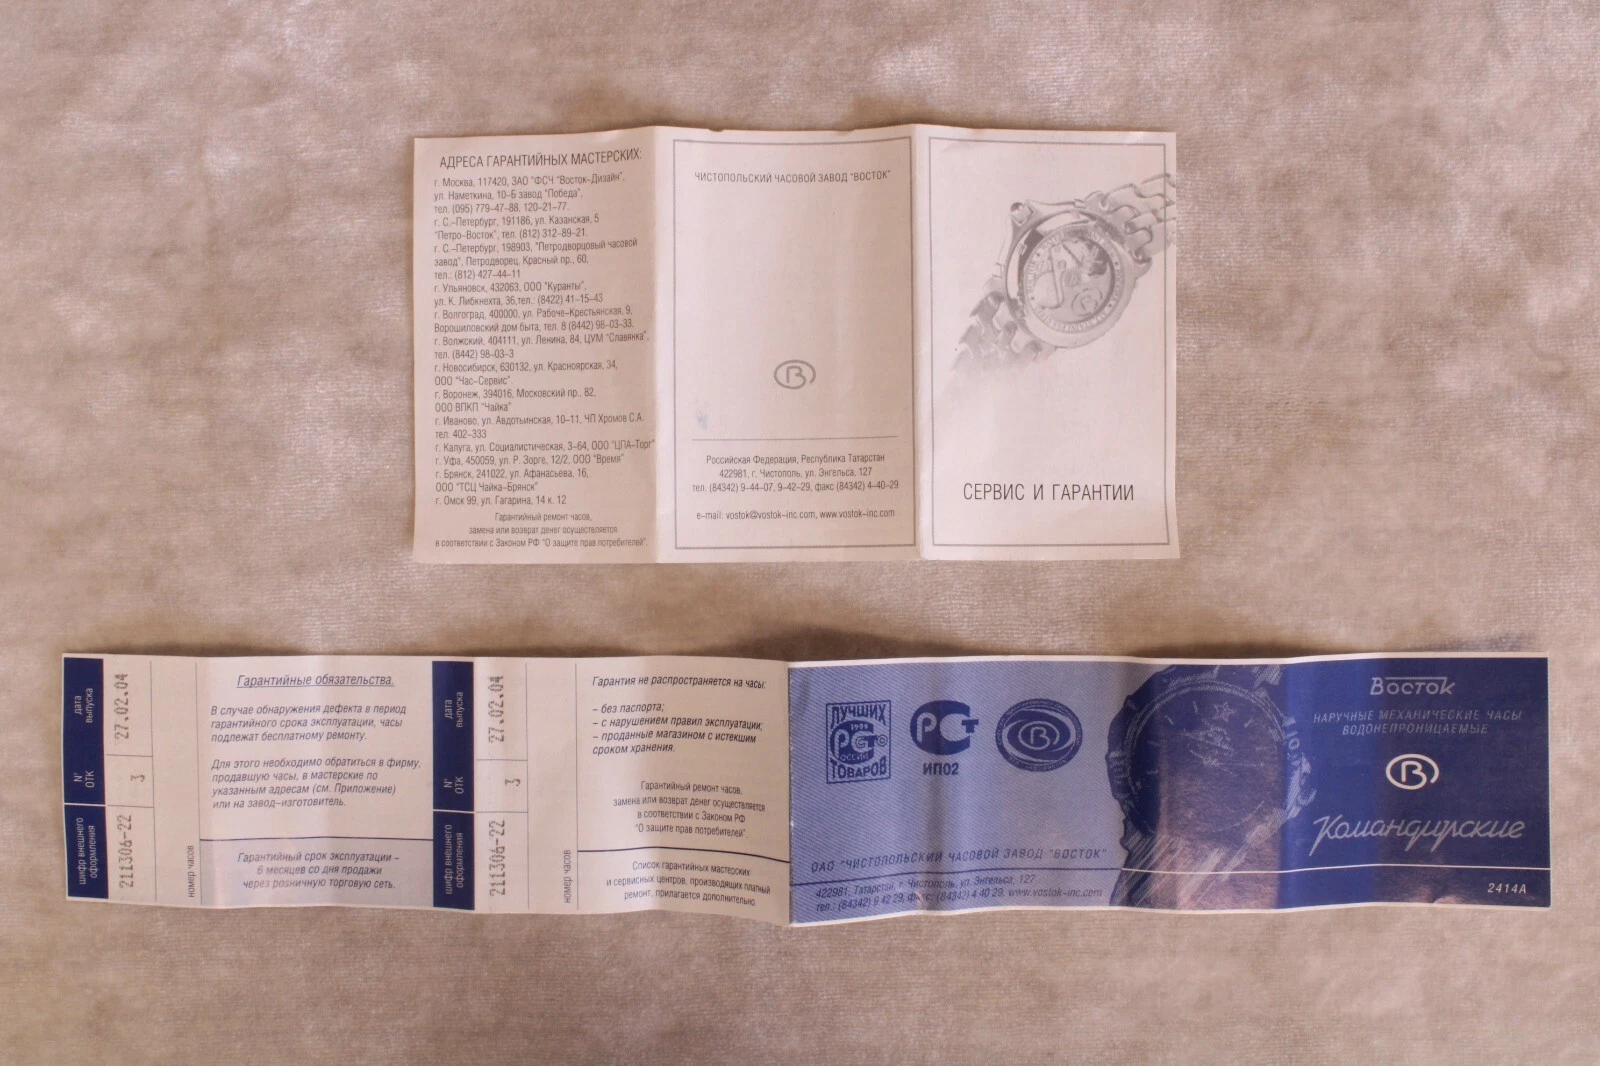 АДРЕСА ГАРАНТИЙНЫХ МАСТЕРСКИХ:
г. Москва, 117420, ЗАО "ФСЧ "Восток-Дизайн",
ул. Наметкина, 10-Б завод "Победа",
тел. (095) 779-47-88, 120-21-77.
г. С.-Петербург, 191186, ул. Казанская, 5
"Петро-Восток", тел. (812) 312-89-21.
г. С.-Петербург, 198903, "Петродворцовый часовой
завод", Петродворец, Красный пр., 60,
тел.: (812) 427-44-11
г. Ульяновск, 432063, ООО "Куранты",
ул. К. Либкнехта, 36,тел.: (8422) 41-15-43
г. Волгоград, 400000, ул. Рабоче-Крестьянская, 9,
Ворошиловский дом быта, тел. 8 (8442) 98-03-33.
г. Волжский, 404111, ул. Ленина, 84, ЦУМ "Славянка",
тел. (8442) 98-03-3
г. Новосибирск, 630132, ул. Красноярская, 34,
ООО "Час-Сервис".
г. Воронеж, 394016, Московский пр., 82,
ООО ВПКП "Чайка"
г. Иваново, ул. Авдотьинская, 10-11, ЧП Хромов С.А.
тел. 402-333
г. Калуга, ул. Социалистическая, 3-64, ООО "ЦПА-Торг"
г. Уфа, 450059, ул. Р. Зорге, 12/2, ООО "Время"
г. Брянск, 241022, ул. Афанасьева, 16,
ООО "ТСЦ Чайка-Брянск"
г. Омск 99, ул. Гагарина, 14 к. 12
Гарантийный ремонт часов,
замена или возврат денег осуществляется
в соответствии с Законом РФ "О защите прав потребителей".
ЧИСТОПОЛЬСКИЙ ЧАСОВОЙ ЗАВОД "ВОСТОК"
В
Российская Федерация, Республика Татарстан
422981, г. Чистополь, ул. Энгельса, 127
тел. (84342) 9-44-07, 9-42-29, факс (84342) 4-40-29
e-mail: vostok@vostok-inc.com, www.vostok-inc.com
СЕРВИС И ГАРАНТИИ
дата
выпуска
27.02.04
N°
ОТК
3
шифр внешнего
оформления
211306-22
номер часов
Гарантийные обязательства.
В случае обнаружения дефекта в период
гарантийного срока эксплуатации, часы
подлежат бесплатному ремонту.
Для этого необходимо обратиться в фирму,
продавшую часы, в мастерские по
указанным адресам (см. Приложение)
или на завод-изготовитель.
Гарантийный срок эксплуатации –
6 месяцев со дня продажи
через розничную торговую сеть.
дата
выпуска
27.02.04
N°
ОТК
3
шифр внешнего
оформления
211306-22
номер часов
Гарантия не распространяется на часы:
– без паспорта;
– с нарушением правил эксплуатации;
– проданные магазином с истекшим
сроком хранения.
Гарантийный ремонт часов,
замена или возврат денег осуществляется
в соответствии с Законом РФ
"О защите прав потребителей".
Список гарантийных мастерских
и сервисных центров, производящих платный
ремонт, прилагается дополнительно.
ЛУЧШИХ
ТОВАРОВ
РСТ
ИП02
В
ОАО "ЧИСТОПОЛЬСКИЙ ЧАСОВОЙ ЗАВОД "ВОСТОК"
422981, Татарстан, г. Чистополь, ул. Энгельса, 127
тел.: (84342) 9 42 29, факс: (84342) 4 40 29, www.vostok-inc.com
Восток
НАРУЧНЫЕ МЕХАНИЧЕСКИЕ ЧАСЫ
ВОДОНЕПРОНИЦАЕМЫЕ
В
Командирские
2414А